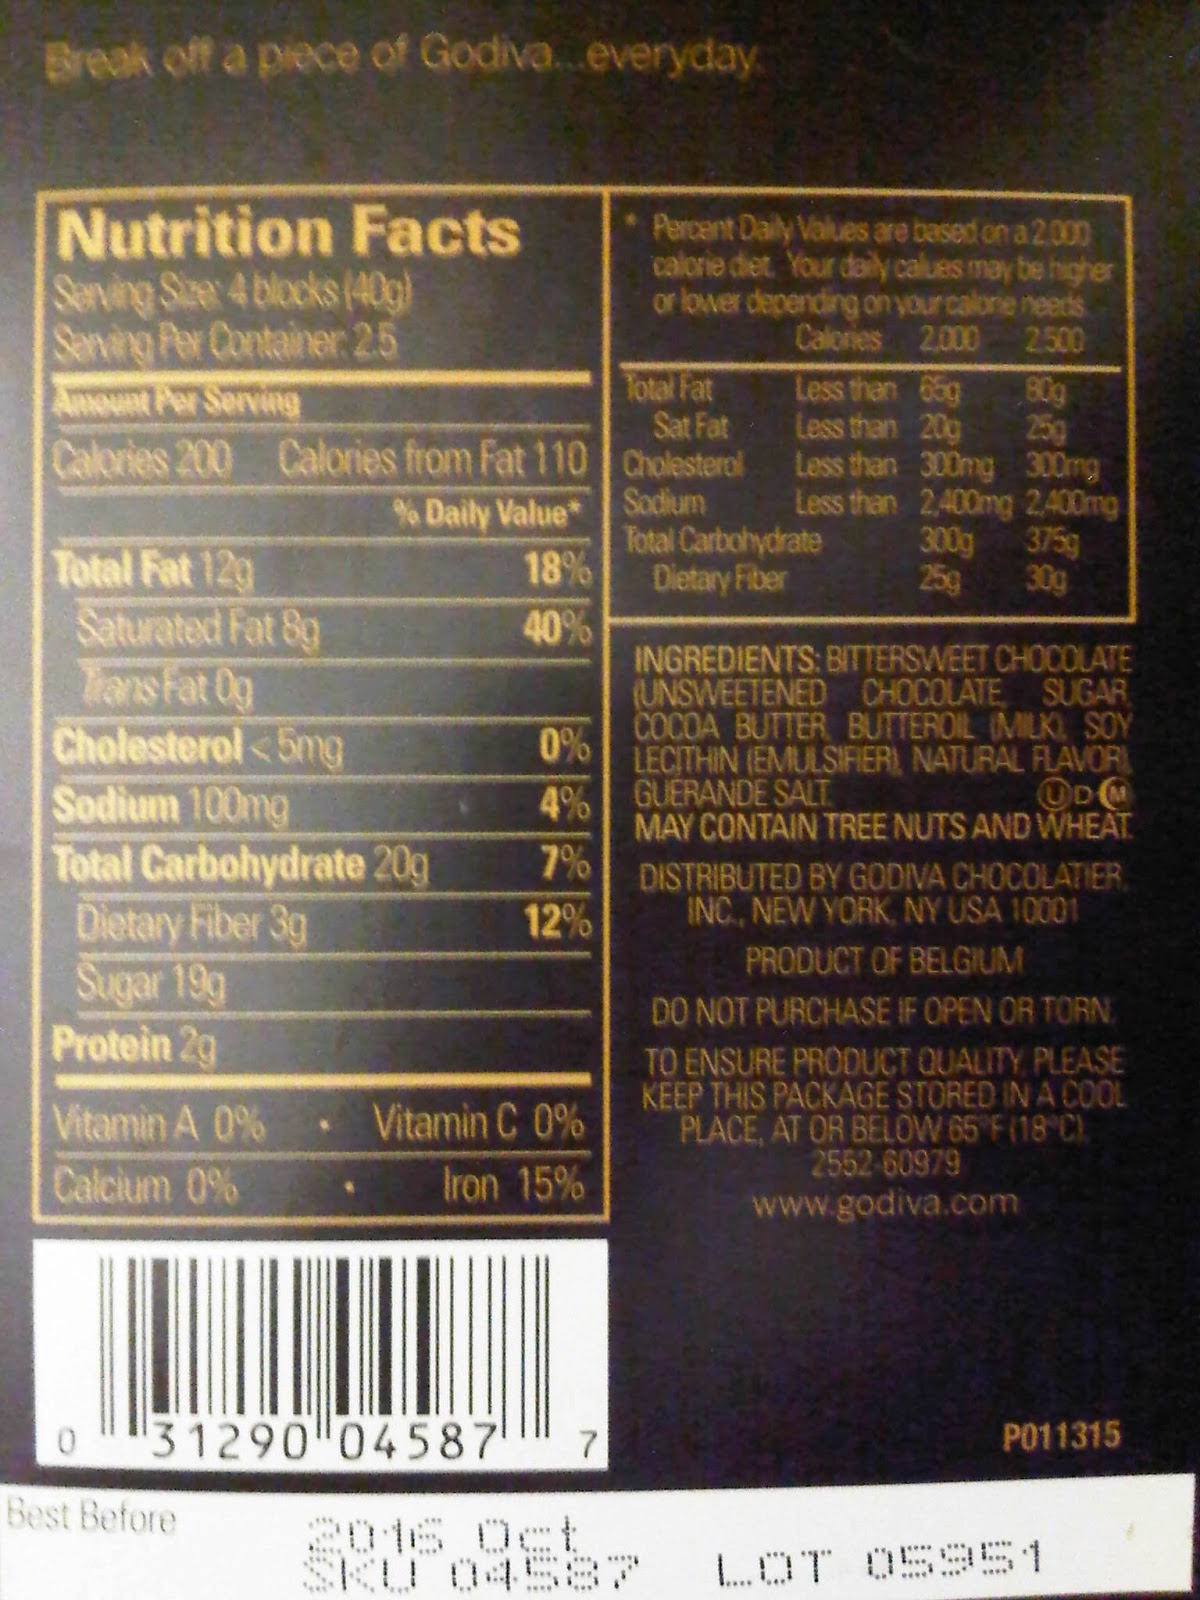 Break off a piece of Godiva...everyday.
Nutrition Facts
Serving Size: 4 blocks (40g)
Serving Per Container: 2.5
Amount Per Serving
Calories 200 Calories from Fat 110
% Daily Value*
Total Fat 12g 18%
Saturated Fat 8g 40%
Trans Fat 0g
Cholesterol < 5mg 0%
Sodium 100mg 4%
Total Carbohydrate 20g 7%
Dietary Fiber 3g 12%
Sugar 19g
Protein 2g
Vitamin A 0% • Vitamin C 0%
Calcium 0% • Iron 15%
* Percent Daily Values are based on a 2,000
calorie diet. Your daily calues may be higher
or lower depending on your calorie needs.
Calories 2,000 2,500
Total Fat Less than 65g 80g
Sat Fat Less than 20g 25g
Cholesterol Less than 300mg 300mg
Sodium Less than 2,400mg 2,400mg
Total Carbohydrate 300g 375g
Dietary Fiber 25g 30g
INGREDIENTS: BITTERSWEET CHOCOLATE
(UNSWEETENED CHOCOLATE, SUGAR,
COCOA BUTTER, BUTTEROIL (MILK), SOY
LECITHIN (EMULSIFIER), NATURAL FLAVOR),
GUERANDE SALT. Ⓤ D M
MAY CONTAIN TREE NUTS AND WHEAT.
DISTRIBUTED BY GODIVA CHOCOLATIER,
INC., NEW YORK, NY USA 10001
PRODUCT OF BELGIUM
DO NOT PURCHASE IF OPEN OR TORN.
TO ENSURE PRODUCT QUALITY, PLEASE
KEEP THIS PACKAGE STORED IN A COOL
PLACE, AT OR BELOW 65°F (18°C).
2552-60979
www.godiva.com
0 31290 04587 7
P011315
Best Before
2016 Oct
SKU 04587 LOT 05951